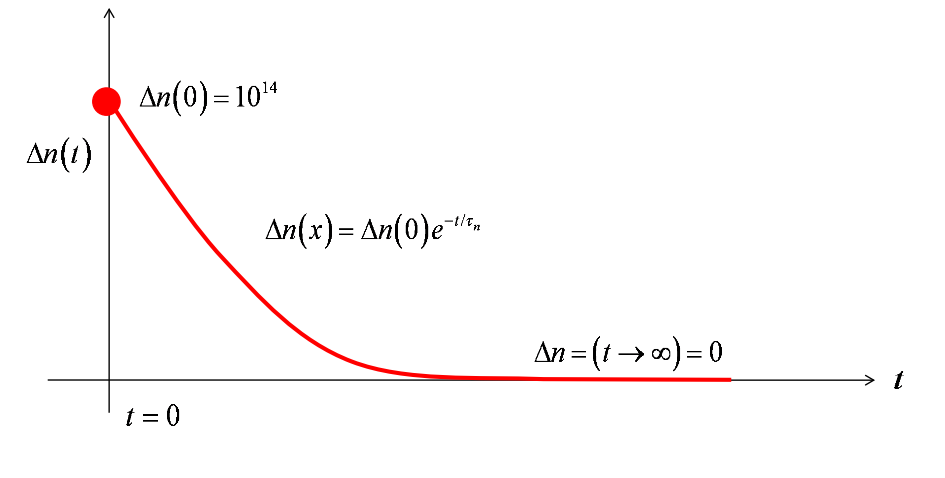 Δn(0) = 10¹⁴
Δn(t)
Δn(x) = Δn(0)e^{-t/τₙ}
Δn = (t → ∞) = 0
t
t = 0